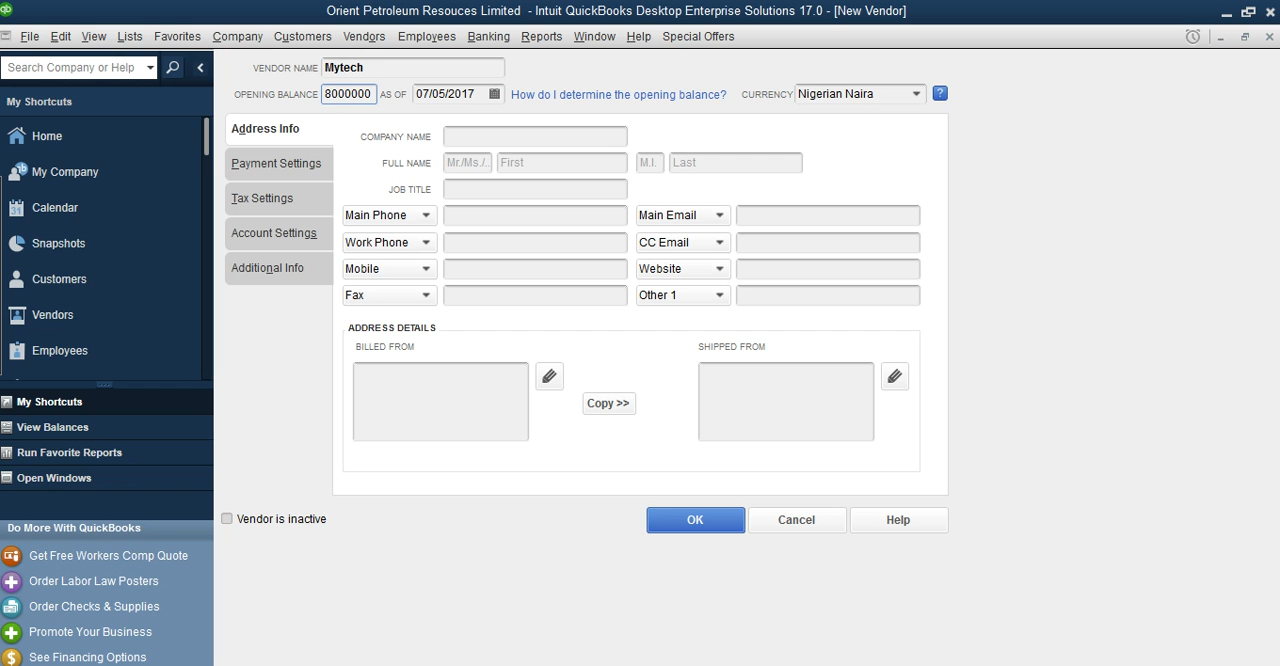 qb
Orient Petroleum Resouces Limited - Intuit QuickBooks Desktop Enterprise Solutions 17.0 - [New Vendor]
File Edit View Lists Favorites Company Customers Vendors Employees Banking Reports Window Help Special Offers
Search Company or Help
VENDOR NAME Mytech
OPENING BALANCE 8000000 AS OF 07/05/2017 How do I determine the opening balance? CURRENCY Nigerian Naira ?
My Shortcuts
Home
My Company
Calendar
Snapshots
Customers
Vendors
Employees
Address Info
Payment Settings
Tax Settings
Account Settings
Additional Info
COMPANY NAME
FULL NAME Mr./Ms./.. First M.I. Last
JOB TITLE
Main Phone Main Email
Work Phone CC Email
Mobile Website
Fax Other 1
ADDRESS DETAILS
BILLED FROM SHIPPED FROM
Copy >>
My Shortcuts
View Balances
Run Favorite Reports
Open Windows
Vendor is inactive
OK Cancel Help
Do More With QuickBooks
Get Free Workers Comp Quote
Order Labor Law Posters
Order Checks & Supplies
Promote Your Business
See Financing Options